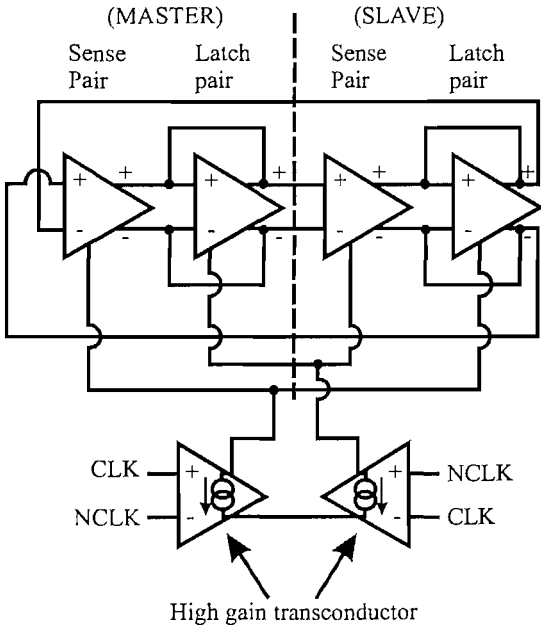 (MASTER) (SLAVE)
Sense Pair
Latch pair
Sense Pair
Latch pair
+ + + + + + + +
- - - - - - - -
CLK + + NCLK
NCLK - - CLK
High gain transconductor